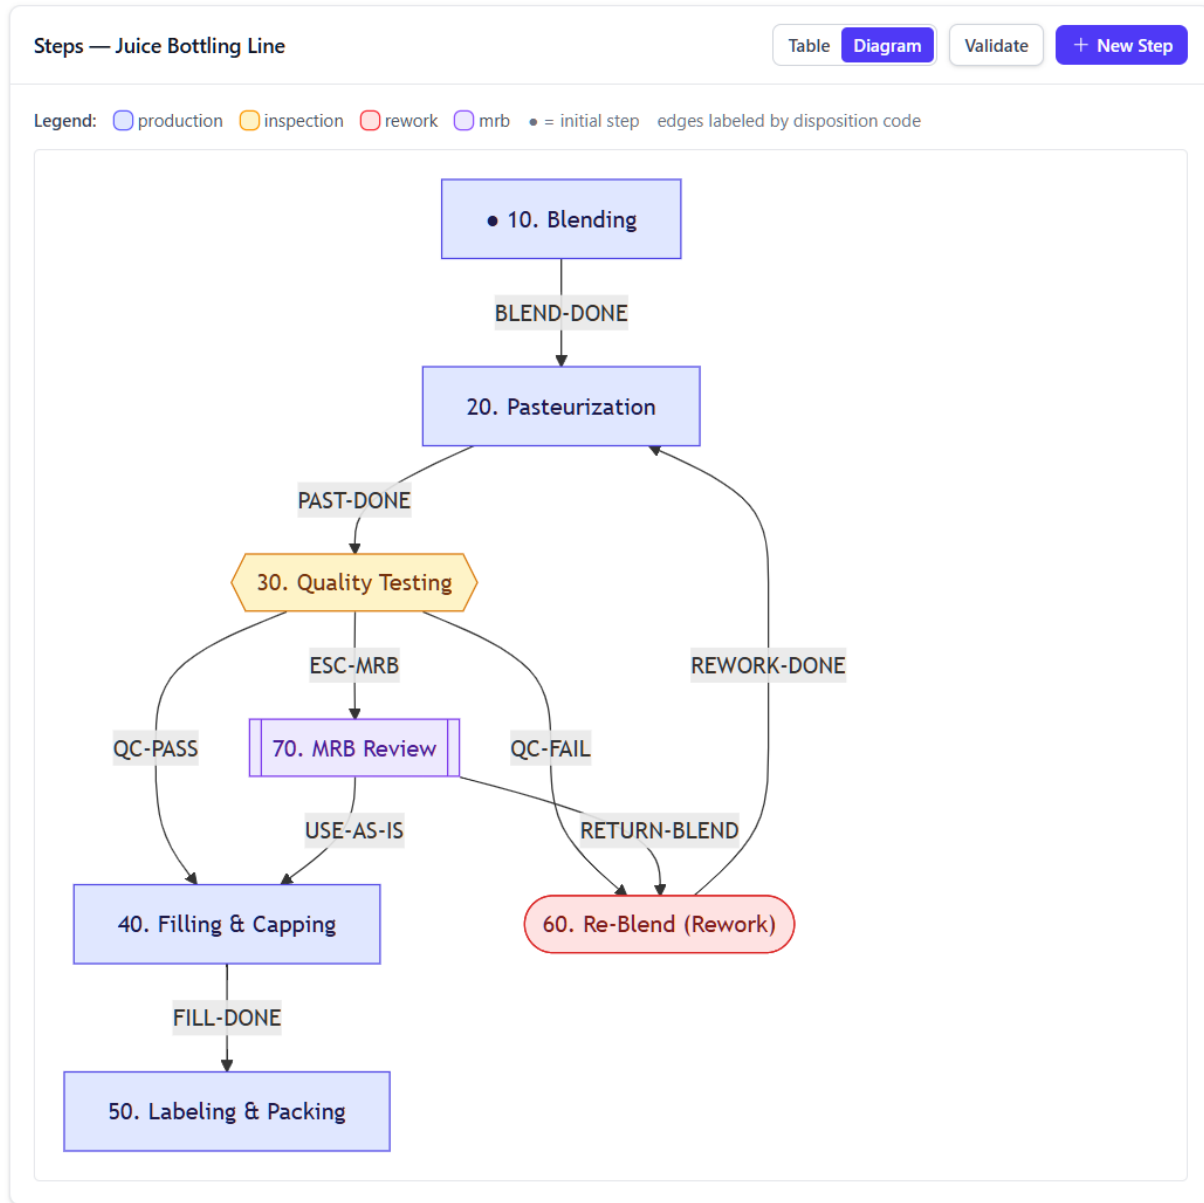 Steps — Juice Bottling Line
Table Diagram Validate + New Step
Legend: production inspection rework mrb ● = initial step edges labeled by disposition code
● 10. Blending
BLEND-DONE
20. Pasteurization
PAST-DONE
30. Quality Testing
ESC-MRB
REWORK-DONE
QC-PASS
70. MRB Review
QC-FAIL
USE-AS-IS
RETURN-BLEND
40. Filling & Capping
60. Re-Blend (Rework)
FILL-DONE
50. Labeling & Packing